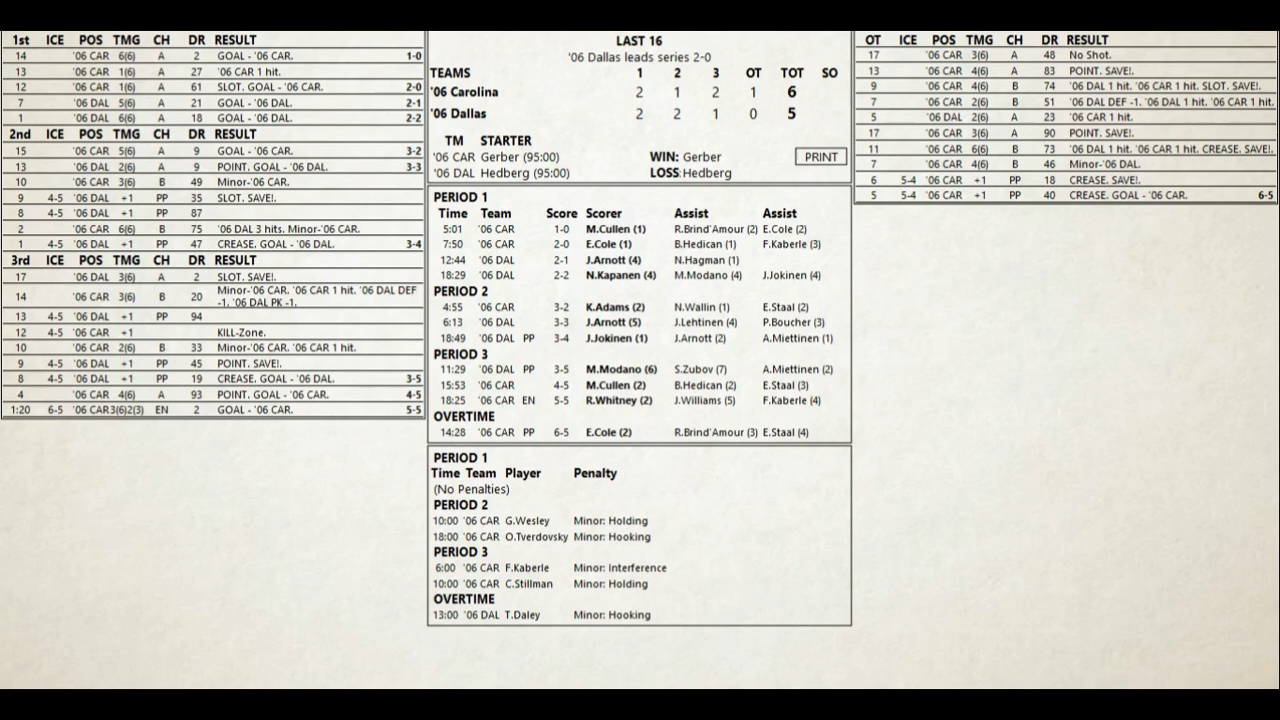 1st ICE POS TMG CH DR RESULT
14 '06 CAR 6(6) A 2 GOAL - '06 CAR. 1-0
13 '06 CAR 1(6) A 27 '06 CAR 1 hit.
12 '06 CAR 1(6) A 61 SLOT. GOAL - '06 CAR. 2-0
7 '06 DAL 5(6) A 21 GOAL - '06 DAL. 2-1
1 '06 DAL 6(6) A 18 GOAL - '06 DAL. 2-2
2nd ICE POS TMG CH DR RESULT
15 '06 CAR 5(6) A 9 GOAL - '06 CAR. 3-2
13 '06 DAL 2(6) A 9 POINT. GOAL - '06 DAL. 3-3
10 '06 CAR 3(6) B 49 Minor-'06 CAR.
9 4-5 '06 DAL +1 PP 35 SLOT. SAVE!.
8 4-5 '06 DAL +1 PP 87
2 '06 CAR 6(6) B 75 '06 DAL 3 hits. Minor-'06 CAR.
1 4-5 '06 DAL +1 PP 47 CREASE. GOAL - '06 DAL. 3-4
3rd ICE POS TMG CH DR RESULT
17 '06 DAL 3(6) A 2 SLOT. SAVE!.
14 '06 CAR 3(6) B 20 Minor-'06 CAR. '06 CAR 1 hit. '06 DAL DEF
-1. '06 DAL PK -1.
13 4-5 '06 DAL +1 PP 94
12 4-5 '06 CAR +1 KILL-Zone.
10 '06 CAR 2(6) B 33 Minor-'06 CAR. '06 CAR 1 hit.
9 4-5 '06 DAL +1 PP 45 POINT. SAVE!.
8 4-5 '06 DAL +1 PP 19 CREASE. GOAL - '06 DAL. 3-5
4 '06 CAR 4(6) A 93 POINT. GOAL - '06 CAR. 4-5
1:20 6-5 '06 CAR3(6)2(3) EN 2 GOAL - '06 CAR. 5-5
LAST 16
'06 Dallas leads series 2-0
TEAMS 1 2 3 OT TOT SO
'06 Carolina 2 1 2 1 6
'06 Dallas 2 2 1 0 5
TM STARTER
'06 CAR Gerber (95:00) WIN: Gerber PRINT
'06 DAL Hedberg (95:00) LOSS: Hedberg
PERIOD 1
Time Team Score Scorer Assist Assist
5:01 '06 CAR 1-0 M.Cullen (1) R.Brind'Amour (2) E.Cole (2)
7:50 '06 CAR 2-0 E.Cole (1) B.Hedican (1) F.Kaberle (3)
12:44 '06 DAL 2-1 J.Arnott (4) N.Hagman (1)
18:29 '06 DAL 2-2 N.Kapanen (4) M.Modano (4) J.Jokinen (4)
PERIOD 2
4:55 '06 CAR 3-2 K.Adams (2) N.Wallin (1) E.Staal (2)
6:13 '06 DAL 3-3 J.Arnott (5) J.Lehtinen (4) P.Boucher (3)
18:49 '06 DAL PP 3-4 J.Jokinen (1) J.Arnott (2) A.Miettinen (1)
PERIOD 3
11:29 '06 DAL PP 3-5 M.Modano (6) S.Zubov (7) A.Miettinen (2)
15:53 '06 CAR 4-5 M.Cullen (2) B.Hedican (2) E.Staal (3)
18:25 '06 CAR EN 5-5 R.Whitney (2) J.Williams (5) F.Kaberle (4)
OVERTIME
14:28 '06 CAR PP 6-5 E.Cole (2) R.Brind'Amour (3) E.Staal (4)
PERIOD 1
Time Team Player Penalty
(No Penalties)
PERIOD 2
10:00 '06 CAR G.Wesley Minor: Holding
18:00 '06 CAR O.Tverdovsky Minor: Hooking
PERIOD 3
6:00 '06 CAR F.Kaberle Minor: Interference
10:00 '06 CAR C.Stillman Minor: Holding
OVERTIME
13:00 '06 DAL T.Daley Minor: Hooking
OT ICE POS TMG CH DR RESULT
17 '06 CAR 3(6) A 48 No Shot.
13 '06 CAR 4(6) A 83 POINT. SAVE!.
9 '06 CAR 4(6) B 74 '06 DAL 1 hit. '06 CAR 1 hit. SLOT. SAVE!.
7 '06 CAR 2(6) B 51 '06 DAL DEF -1. '06 DAL 1 hit. '06 CAR 1 hit.
5 '06 DAL 2(6) A 23 '06 CAR 1 hit.
17 '06 CAR 3(6) A 90 POINT. SAVE!.
11 '06 CAR 6(6) B 73 '06 DAL 1 hit. '06 CAR 1 hit. CREASE. SAVE!.
7 '06 CAR 4(6) B 46 Minor-'06 DAL.
6 5-4 '06 CAR +1 PP 18 CREASE. SAVE!.
5 5-4 '06 CAR +1 PP 40 CREASE. GOAL - '06 CAR. 6-5